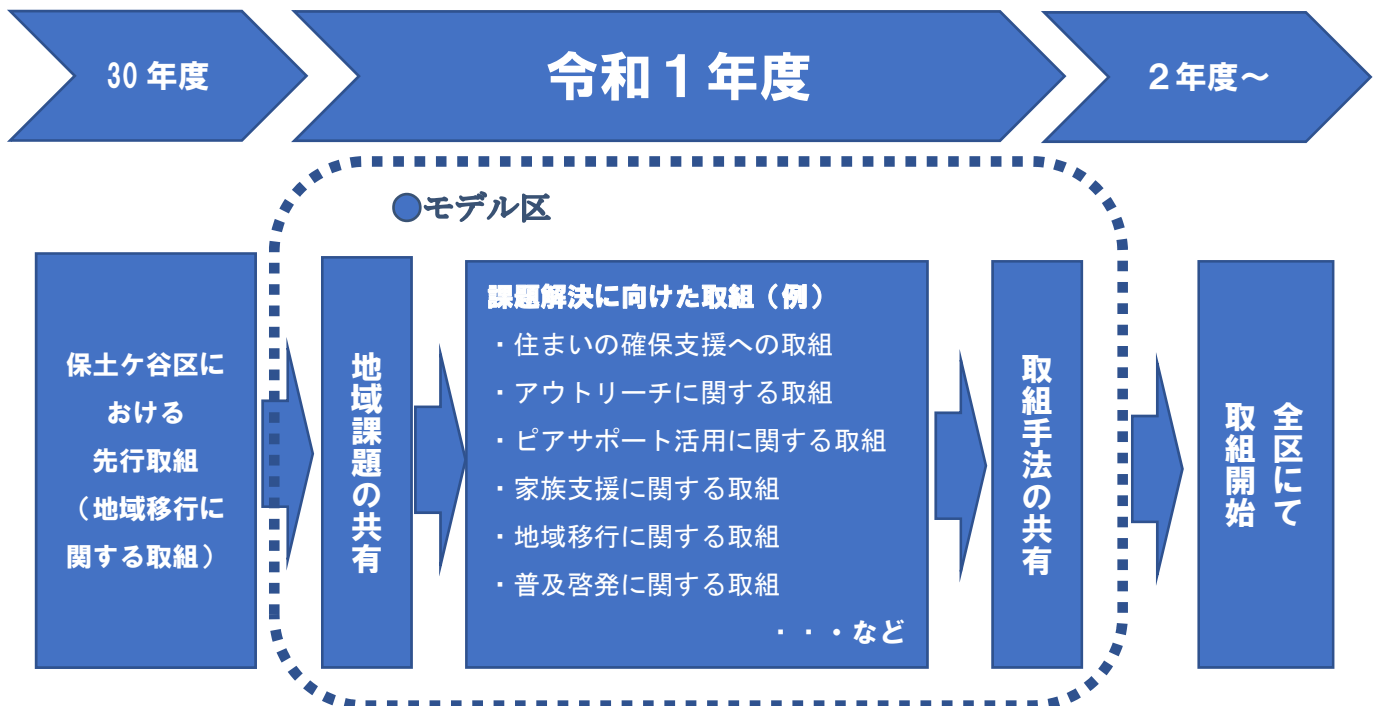 30年度
令和1年度
2年度～
●モデル区
保土ケ谷区に
おける
先行取組
（地域移行に
関する取組）
地域課題の共有
課題解決に向けた取組（例）
・住まいの確保支援への取組
・アウトリーチに関する取組
・ピアサポート活用に関する取組
・家族支援に関する取組
・地域移行に関する取組
・普及啓発に関する取組
・・・など
取組手法の共有
全区にて
取組開始